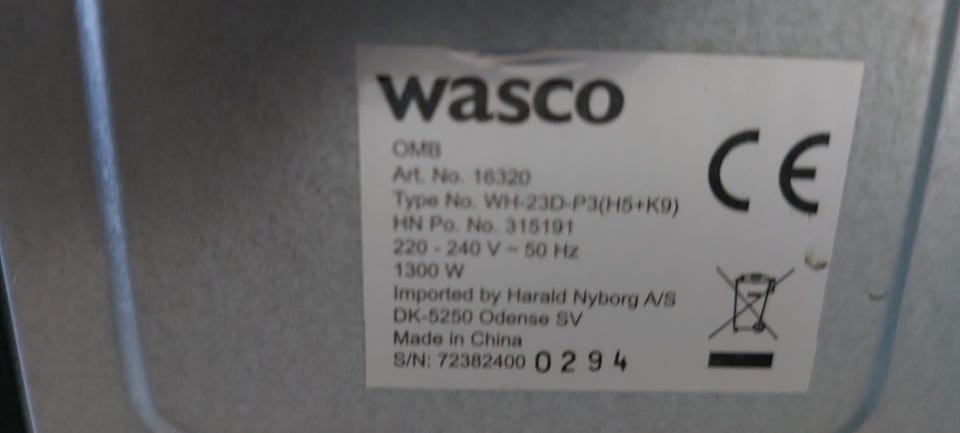 wasco
OMB
Art. No. 16320
Type No. WH-23D-P3(H5+K9)
HN Po. No. 315191
220 - 240 V ~ 50 Hz
1300 W
Imported by Harald Nyborg A/S
DK-5250 Odense SV
Made in China
S/N: 72382400 0294
CE